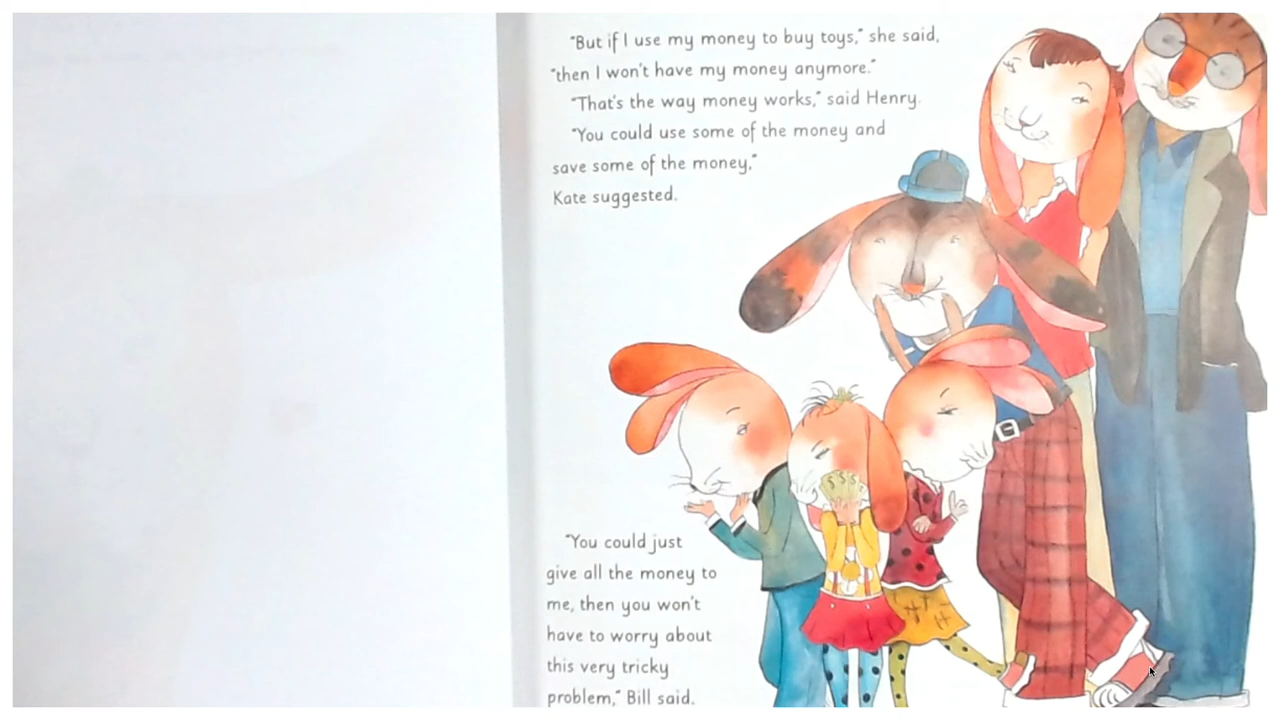 "But if I use my money to buy toys," she said,
"then I won't have my money anymore."
"That's the way money works," said Henry.
"You could use some of the money and
save some of the money,"
Kate suggested.
$ $ $
"You could just
give all the money to
me, then you won't
have to worry about
this very tricky
problem," Bill said.